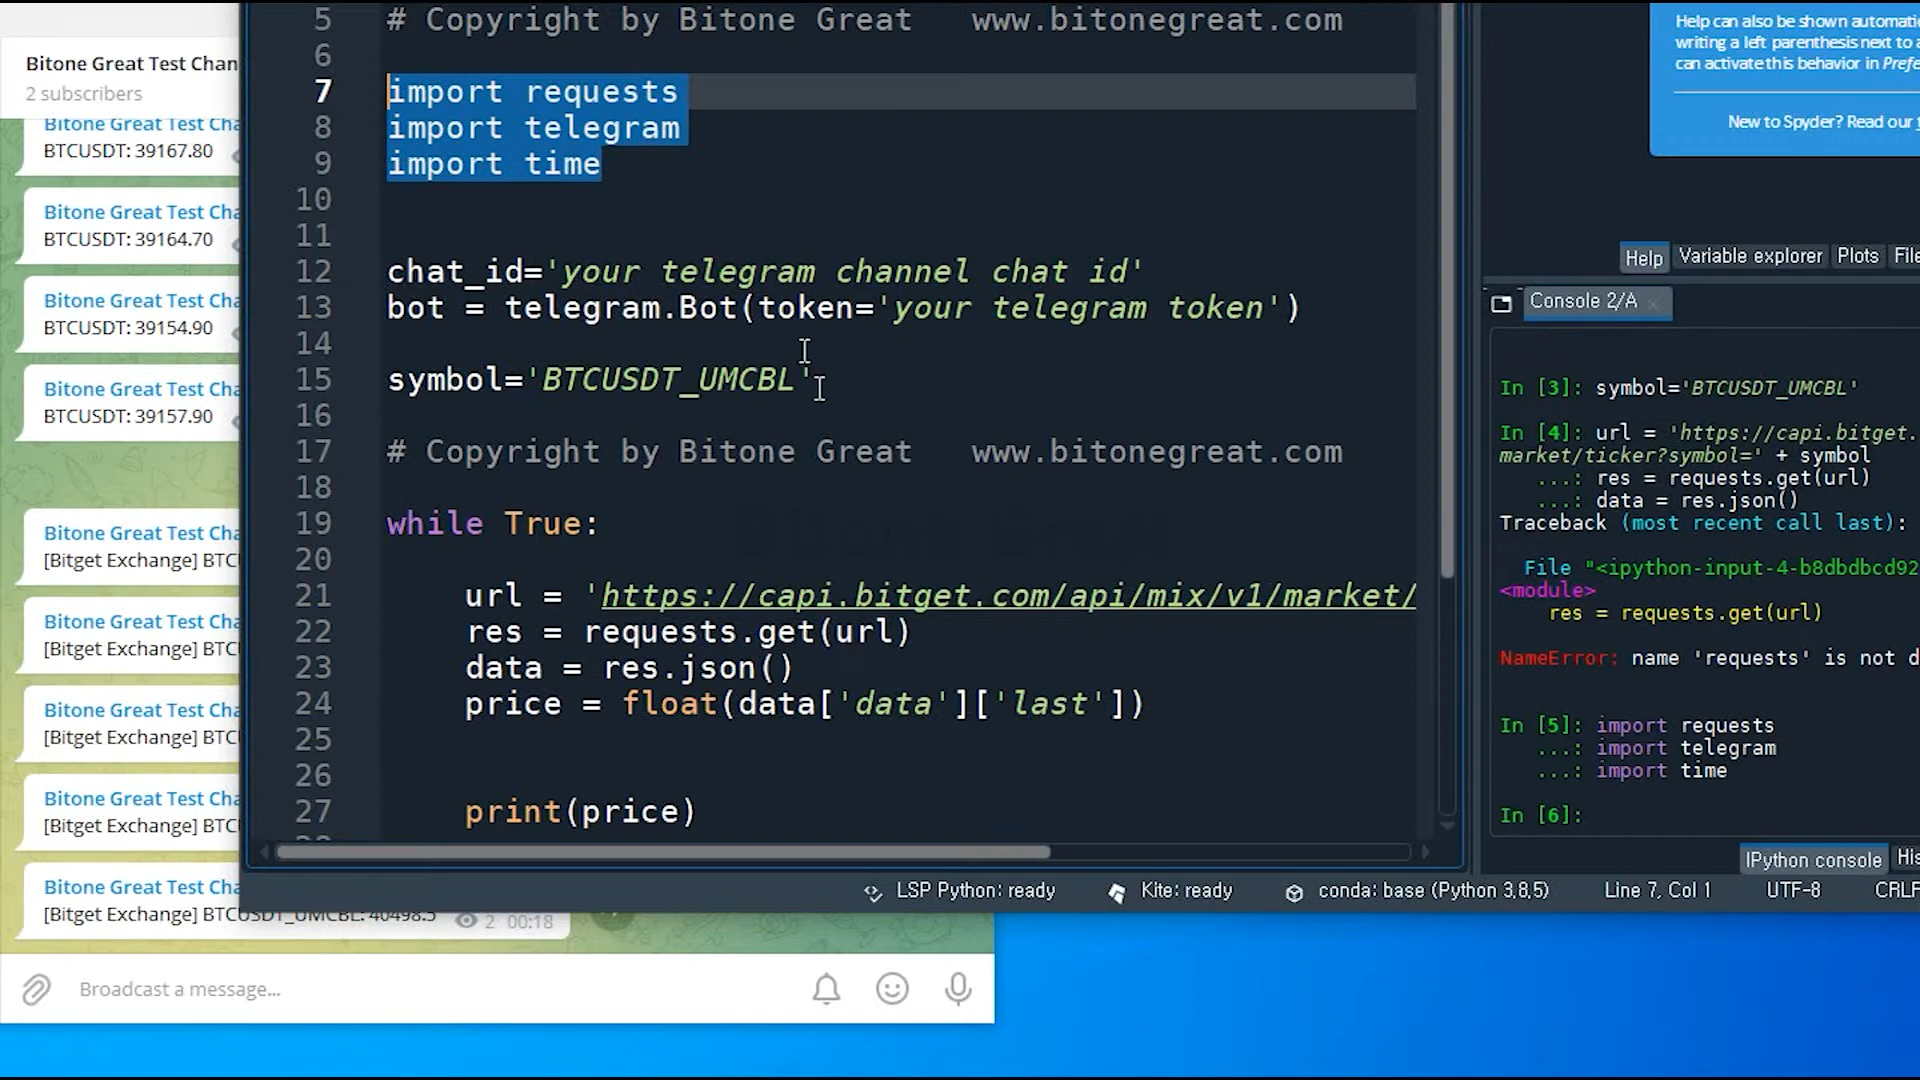 Bitone Great Test Chan
2 subscribers
Bitone Great Test Cha
BTCUSDT: 39167.80
Bitone Great Test Cha
BTCUSDT: 39164.70
Bitone Great Test Cha
BTCUSDT: 39154.90
Bitone Great Test Cha
BTCUSDT: 39157.90
Bitone Great Test Cha
[Bitget Exchange] BTC
Bitone Great Test Cha
[Bitget Exchange] BTC
Bitone Great Test Cha
[Bitget Exchange] BTC
Bitone Great Test Cha
[Bitget Exchange] BTC
Bitone Great Test Cha
[Bitget Exchange] BTCUSDT_UMCBL: 40498.5 2 00:18
Broadcast a message...
5 # Copyright by Bitone Great   www.bitonegreat.com
6
7 import requests
8 import telegram
9 import time
10
11
12 chat_id='your telegram channel chat id'
13 bot = telegram.Bot(token='your telegram token')
14
15 symbol='BTCUSDT_UMCBL'
16
17 # Copyright by Bitone Great   www.bitonegreat.com
18
19 while True:
20
21     url = 'https://capi.bitget.com/api/mix/v1/market/
22     res = requests.get(url)
23     data = res.json()
24     price = float(data['data']['last'])
25
26
27     print(price)
LSP Python: ready
Kite: ready
conda: base (Python 3.8.5)
Line 7, Col 1
UTF-8
CRLF
Help can also be shown automatic
writing a left parenthesis next to a
can activate this behavior in Prefe
New to Spyder? Read our t
Help
Variable explorer
Plots
File
Console 2/A
In [3]: symbol='BTCUSDT_UMCBL'
In [4]: url = 'https://capi.bitget.
market/ticker?symbol=' + symbol
...: res = requests.get(url)
...: data = res.json()
Traceback (most recent call last):
File "<ipython-input-4-b8dbdbcd92
<module>
res = requests.get(url)
NameError: name 'requests' is not d
In [5]: import requests
...: import telegram
...: import time
In [6]:
IPython console
His